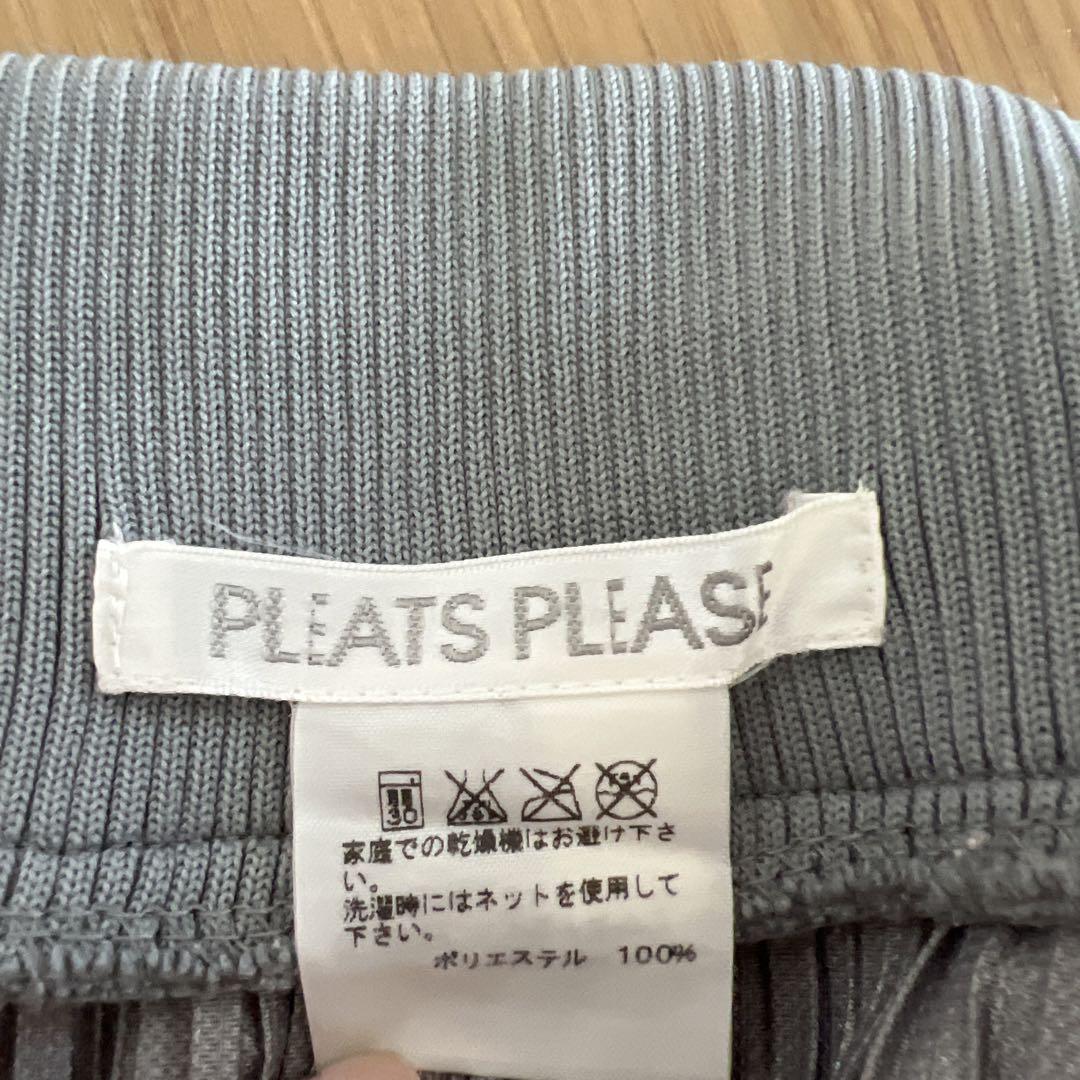 PLEATS PLEASE
30
家庭での乾燥機はお避け下さ
い。
洗濯時にはネットを使用して
下さい。
ポリエステル 100%